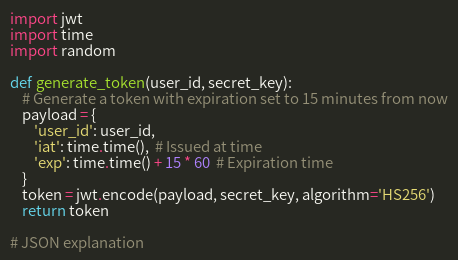 import jwt
import time
import random

def generate_token(user_id, secret_key):
    # Generate a token with expiration set to 15 minutes from now
    payload = {
        'user_id': user_id,
        'iat': time.time(),  # Issued at time
        'exp': time.time() + 15 * 60  # Expiration time
    }
    token = jwt.encode(payload, secret_key, algorithm='HS256')
    return token

# JSON explanation